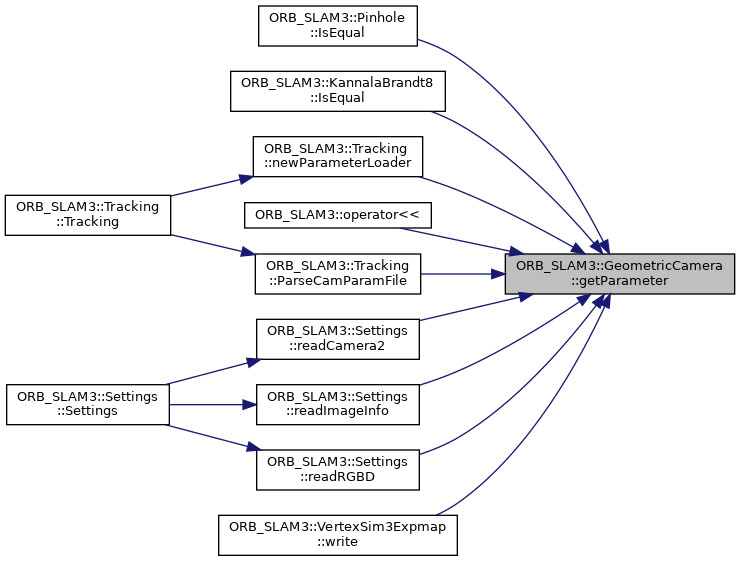 ORB_SLAM3::Pinhole
::IsEqual
ORB_SLAM3::KannalaBrandt8
::IsEqual
ORB_SLAM3::Tracking
::newParameterLoader
ORB_SLAM3::Tracking
::Tracking
ORB_SLAM3::operator<<
ORB_SLAM3::GeometricCamera
::getParameter
ORB_SLAM3::Tracking
::ParseCamParamFile
ORB_SLAM3::Settings
::readCamera2
ORB_SLAM3::Settings
::Settings
ORB_SLAM3::Settings
::readImageInfo
ORB_SLAM3::Settings
::readRGBD
ORB_SLAM3::VertexSim3Expmap
::write